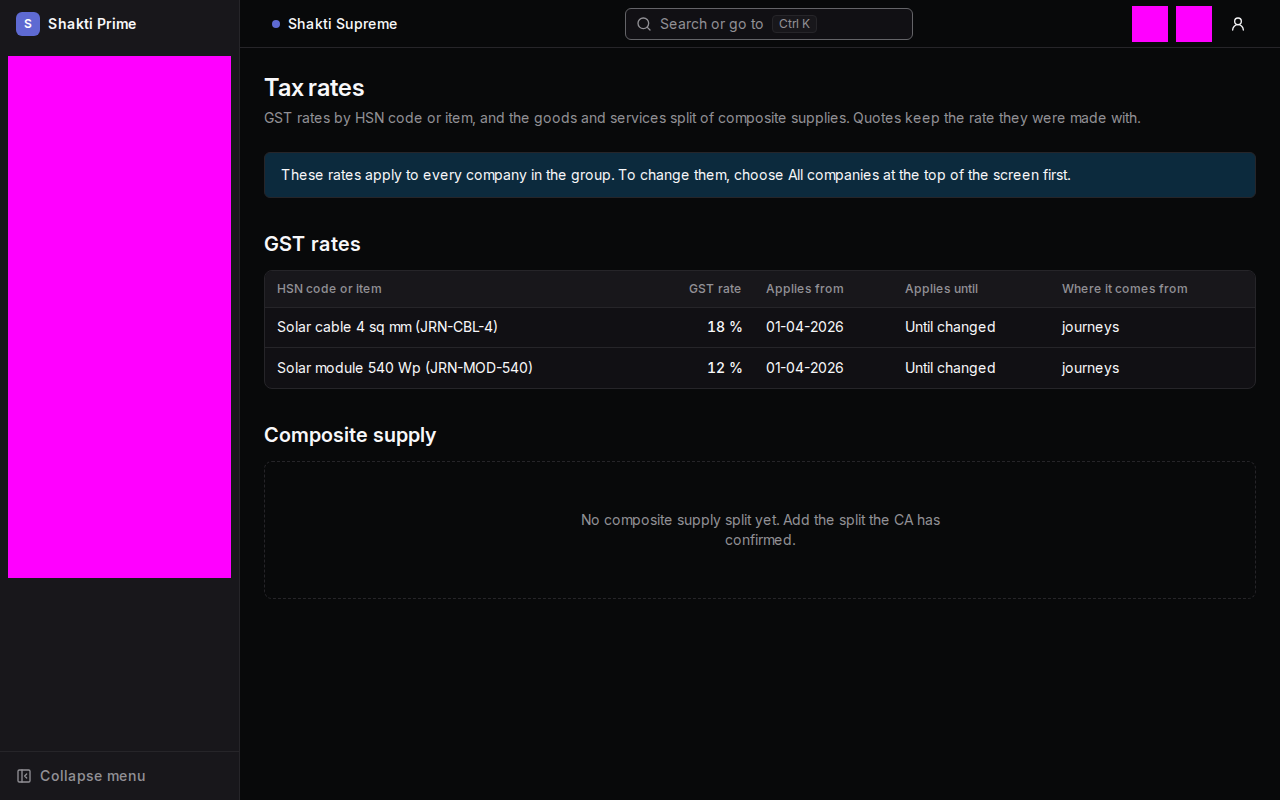 S Shakti Prime
Shakti Supreme
Search or go to Ctrl K
Tax rates
GST rates by HSN code or item, and the goods and services split of composite supplies. Quotes keep the rate they were made with.
These rates apply to every company in the group. To change them, choose All companies at the top of the screen first.
GST rates
HSN code or item GST rate Applies from Applies until Where it comes from
Solar cable 4 sq mm (JRN-CBL-4) 18 % 01-04-2026 Until changed journeys
Solar module 540 Wp (JRN-MOD-540) 12 % 01-04-2026 Until changed journeys
Composite supply
No composite supply split yet. Add the split the CA has
confirmed.
Collapse menu